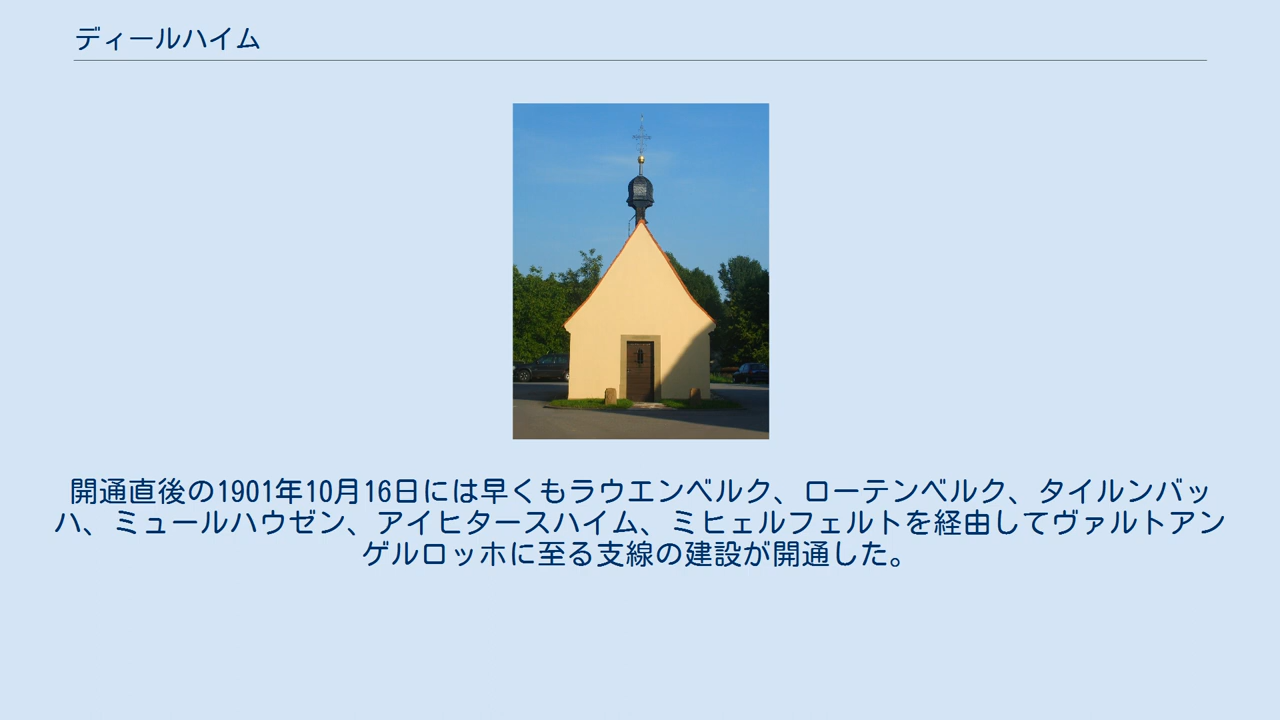 ディールハイム
開通直後の1901年10月16日には早くもラウエンベルク、ローテンベルク、タイルンバッ
ハ、ミュールハウゼン、アイヒタースハイム、ミヒェルフェルトを経由してヴァルトアン
ゲルロッホに至る支線の建設が開通した。